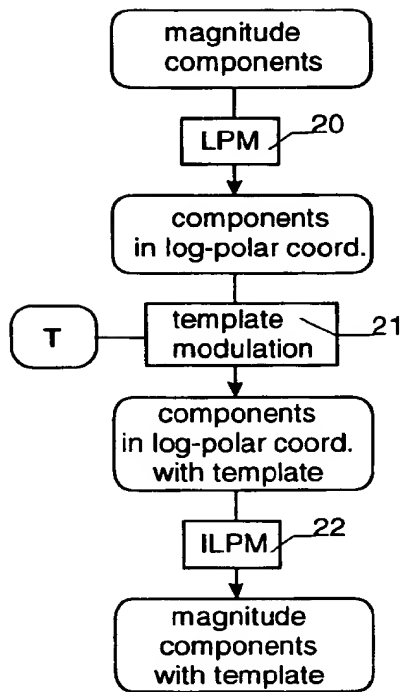 magnitude
components
20
LPM
components
in log-polar coord.
template
modulation
21
T
components
in log-polar coord.
with template
22
ILPM
magnitude
components
with template